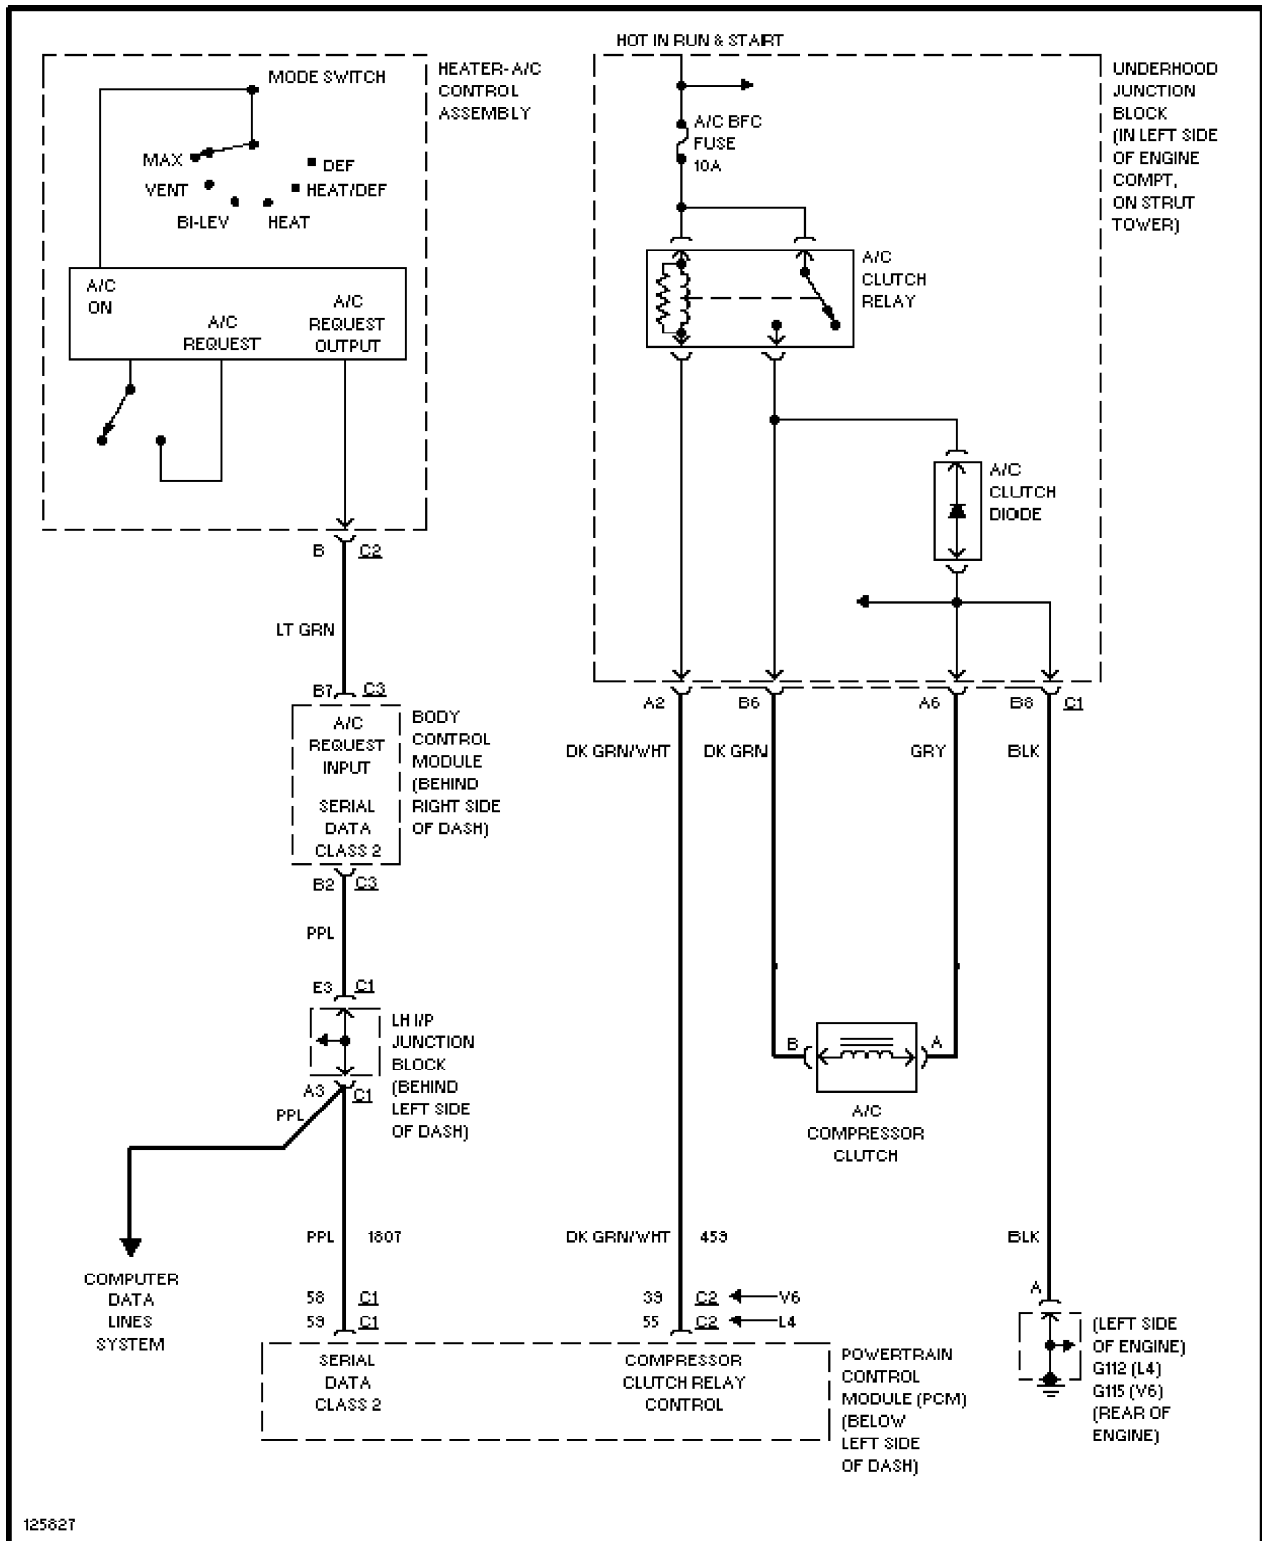 HOT IN RUN & START
MODE SWITCH
HEATER-A/C
CONTROL
ASSEMBLY
MAX
VENT
BI-LEV
HEAT
HEAT/DEF
DEF
A/C
ON
A/C
REQUEST
A/C
REQUEST
OUTPUT
B C2
LT GRN
B7 C3
A/C
REQUEST
INPUT
SERIAL
DATA
CLASS 2
BODY
CONTROL
MODULE
(BEHIND
RIGHT SIDE
OF DASH)
B2 C3
PPL
E3 C1
LH I/P
JUNCTION
BLOCK
(BEHIND
LEFT SIDE
OF DASH)
A3 C1
PPL
COMPUTER
DATA
LINES
SYSTEM
PPL 1807
58 C1
59 C1
SERIAL
DATA
CLASS 2
UNDERHOOD
JUNCTION
BLOCK
(IN LEFT SIDE
OF ENGINE
COMPT,
ON STRUT
TOWER)
A/C BFC
FUSE
10A
A/C
CLUTCH
RELAY
A/C
CLUTCH
DIODE
A2 B6 A6 B8 C1
DK GRN/WHT DK GRN GRY BLK
B A
A/C
COMPRESSOR
CLUTCH
DK GRN/WHT 459
BLK
39 C2 V6
55 C2 L4
COMPRESSOR
CLUTCH RELAY
CONTROL
POWERTRAIN
CONTROL
MODULE (PCM)
(BELOW
LEFT SIDE
OF DASH)
A
(LEFT SIDE
OF ENGINE)
G112 (L4)
G115 (V6)
(REAR OF
ENGINE)
125827